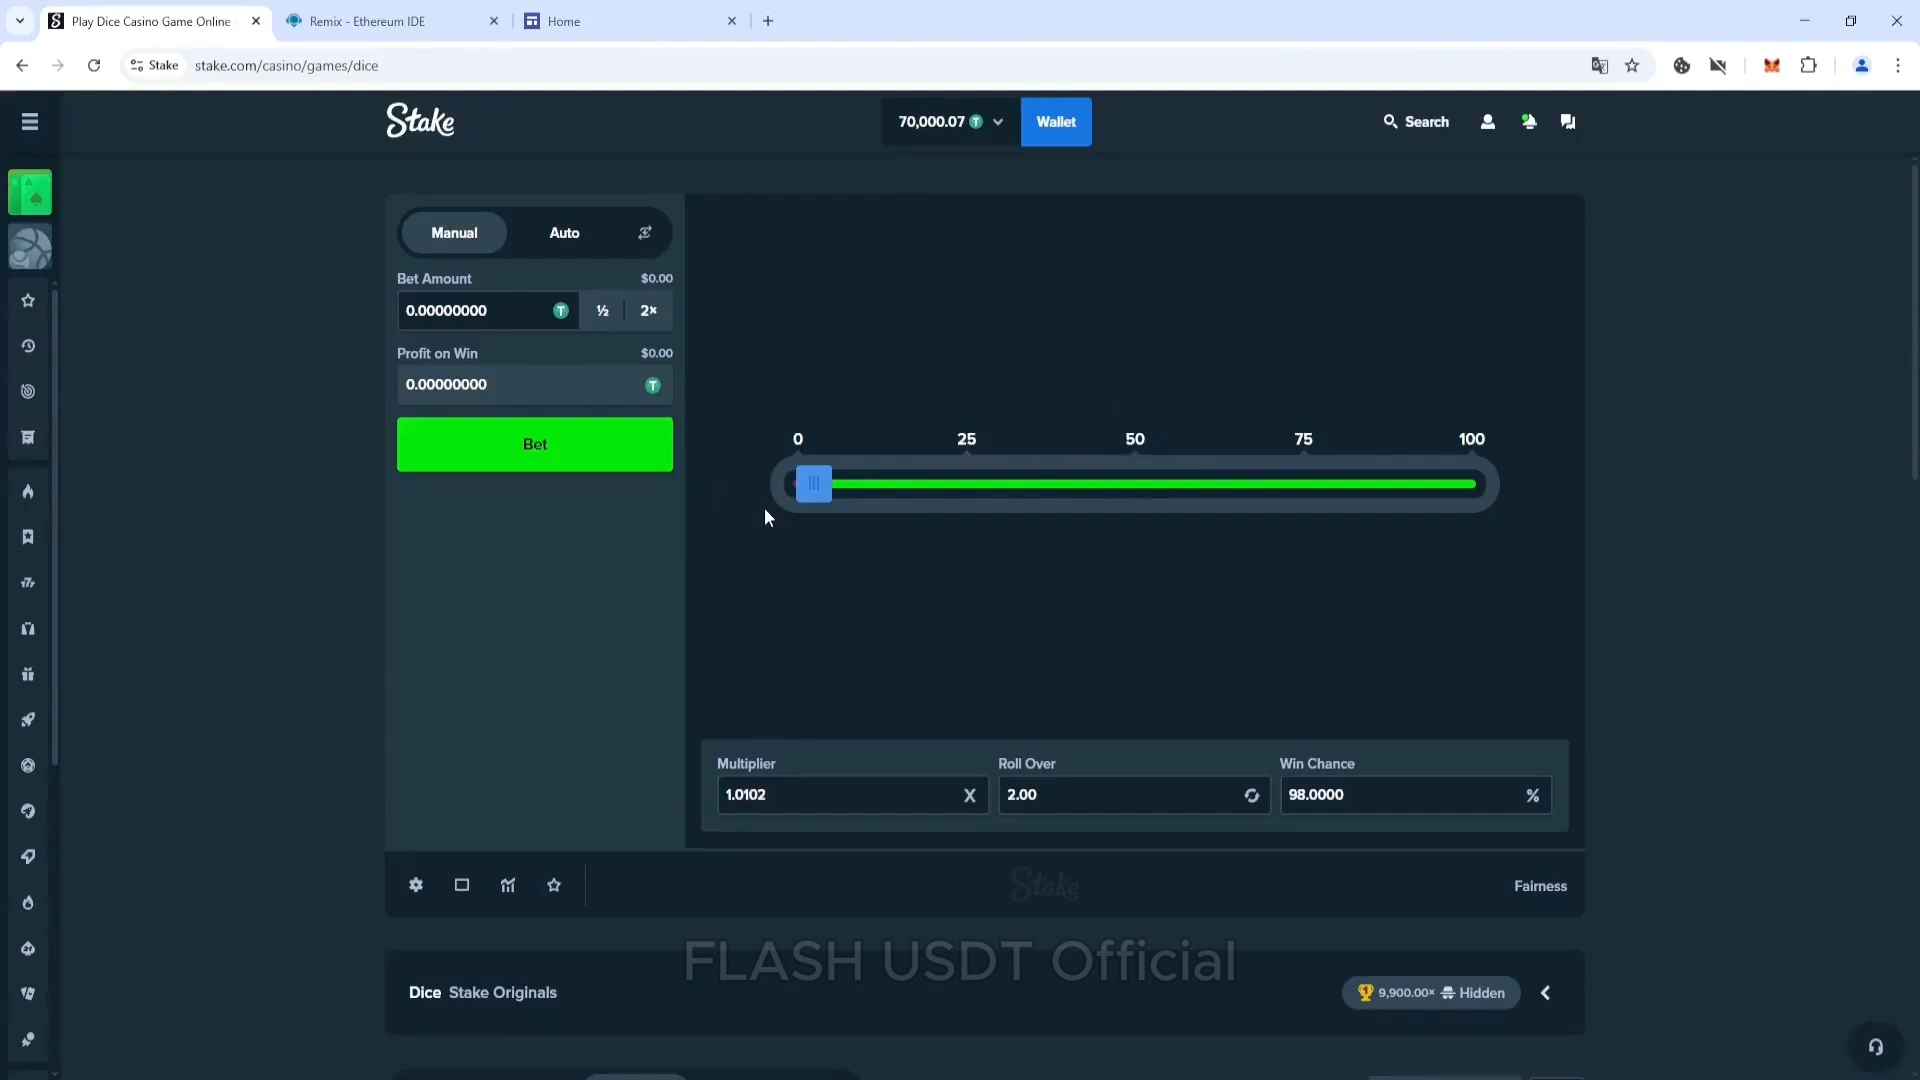 Play Dice Casino Game Online
Remix - Ethereum IDE
Home
Stake
stake.com/casino/games/dice
Stake
70,000.07
Wallet
Search
Manual
Auto
Bet Amount
$0.00
0.00000000
½
2×
Profit on Win
$0.00
0.00000000
Bet
0
25
50
75
100
Multiplier
Roll Over
Win Chance
1.0102
2.00
98.0000
%
Stake
Fairness
FLASH USDT Official
Dice
Stake Originals
9,900.00×
Hidden